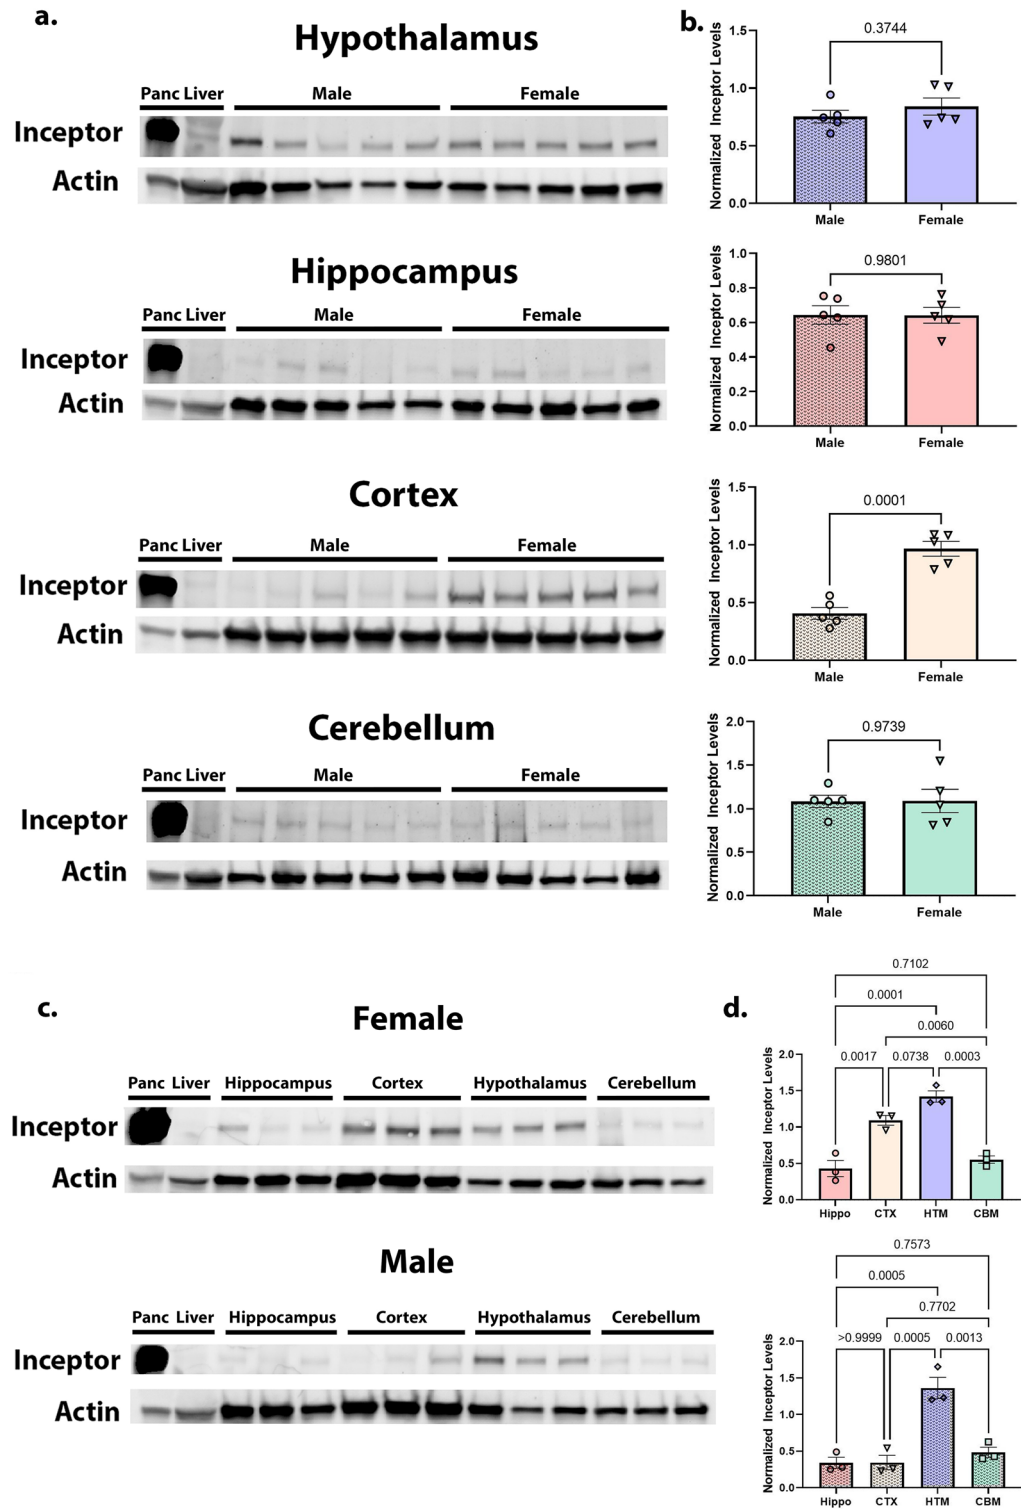 a.
Hypothalamus
Panc Liver Male Female
Inceptor
Actin
Hippocampus
Panc Liver Male Female
Inceptor
Actin
Cortex
Panc Liver Male Female
Inceptor
Actin
Cerebellum
Panc Liver Male Female
Inceptor
Actin
b.
Normalized Inceptor Levels
1.5
1.0
0.5
0.0
0.3744
Male Female
Normalized Inceptor Levels
1.0
0.8
0.6
0.4
0.2
0.0
0.9801
Male Female
Normalized Inceptor Levels
1.5
1.0
0.5
0.0
0.0001
Male Female
Normalized Inceptor Levels
2.0
1.5
1.0
0.5
0.0
0.9739
Male Female
c.
Female
Panc Liver Hippocampus Cortex Hypothalamus Cerebellum
Inceptor
Actin
Male
Panc Liver Hippocampus Cortex Hypothalamus Cerebellum
Inceptor
Actin
d.
0.7102
0.0001
0.0060
0.0017 0.0738 0.0003
Normalized Inceptor Levels
2.0
1.5
1.0
0.5
0.0
Hippo CTX HTM CBM
0.7573
0.0005
0.7702
>0.9999 0.0005 0.0013
Normalized Inceptor Levels
2.0
1.5
1.0
0.5
0.0
Hippo CTX HTM CBM